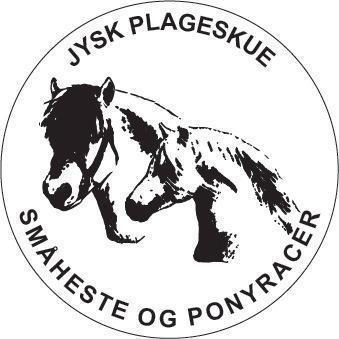 JYSK PLAGESKUE
SMÅHESTE OG PONYRACER